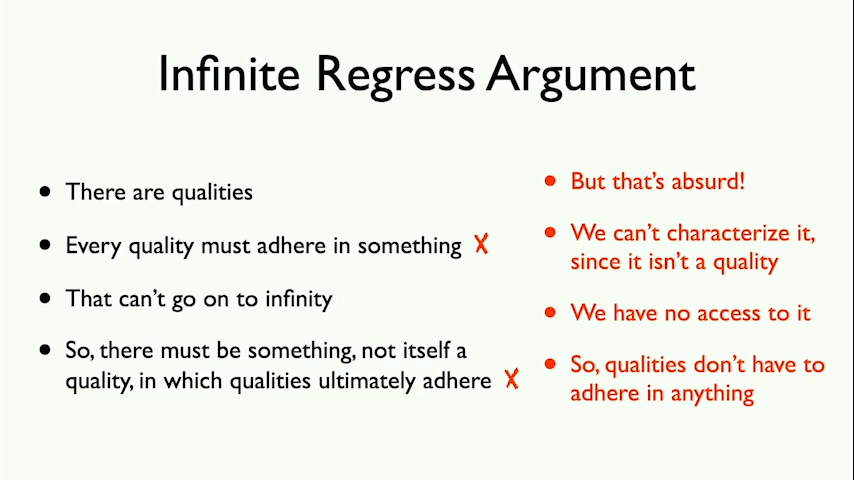 Infinite Regress Argument
• There are qualities
• Every quality must adhere in something ✗
• That can't go on to infinity
• So, there must be something, not itself a
quality, in which qualities ultimately adhere ✗
• But that's absurd!
• We can't characterize it,
since it isn't a quality
• We have no access to it
• So, qualities don't have to
adhere in anything